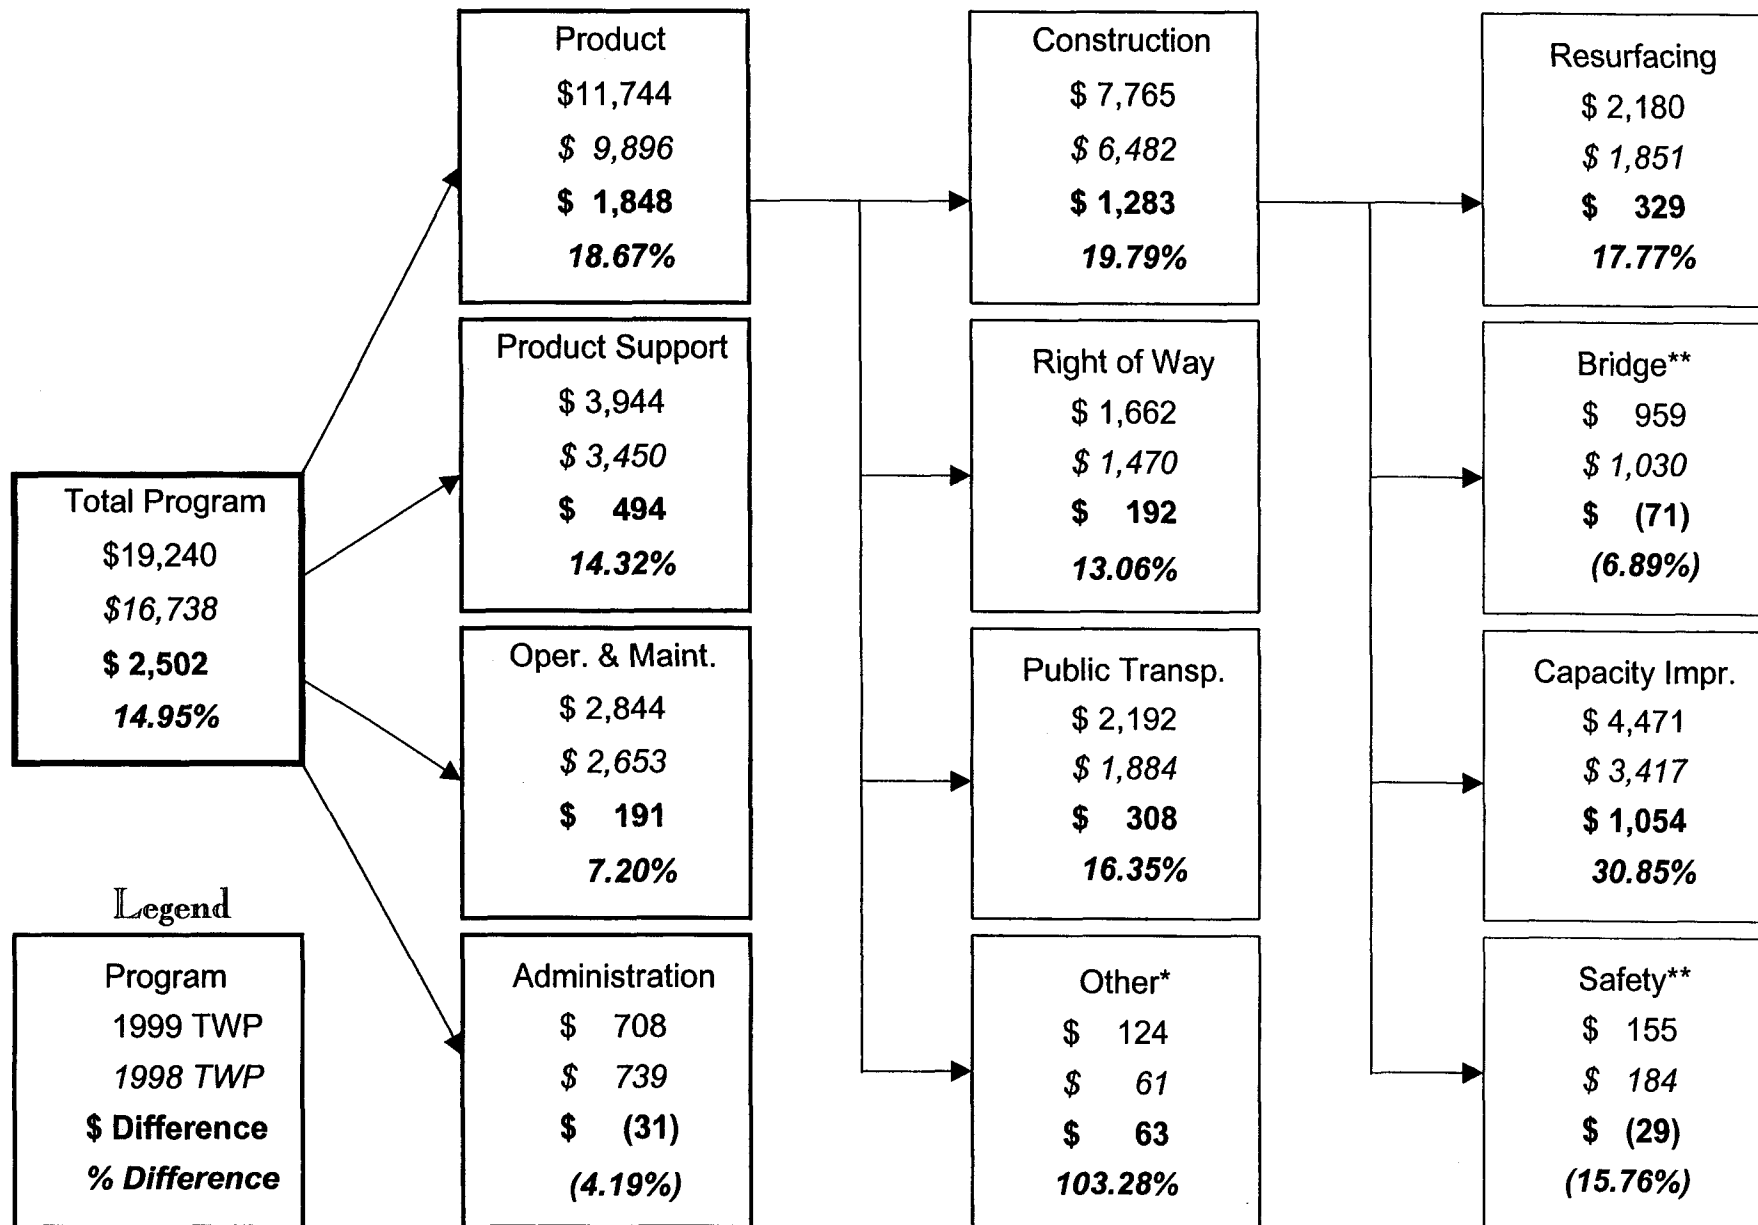 Total Program
$19,240
$16,738
$ 2,502
14.95%
Legend
Program
1999 TWP
1998 TWP
$ Difference
% Difference
Product
$11,744
$ 9,896
$ 1,848
18.67%
Product Support
$ 3,944
$ 3,450
$ 494
14.32%
Oper. & Maint.
$ 2,844
$ 2,653
$ 191
7.20%
Administration
$ 708
$ 739
$ (31)
(4.19%)
Construction
$ 7,765
$ 6,482
$ 1,283
19.79%
Right of Way
$ 1,662
$ 1,470
$ 192
13.06%
Public Transp.
$ 2,192
$ 1,884
$ 308
16.35%
Other*
$ 124
$ 61
$ 63
103.28%
Resurfacing
$ 2,180
$ 1,851
$ 329
17.77%
Bridge**
$ 959
$ 1,030
$ (71)
(6.89%)
Capacity Impr.
$ 4,471
$ 3,417
$ 1,054
30.85%
Safety**
$ 155
$ 184
$ (29)
(15.76%)